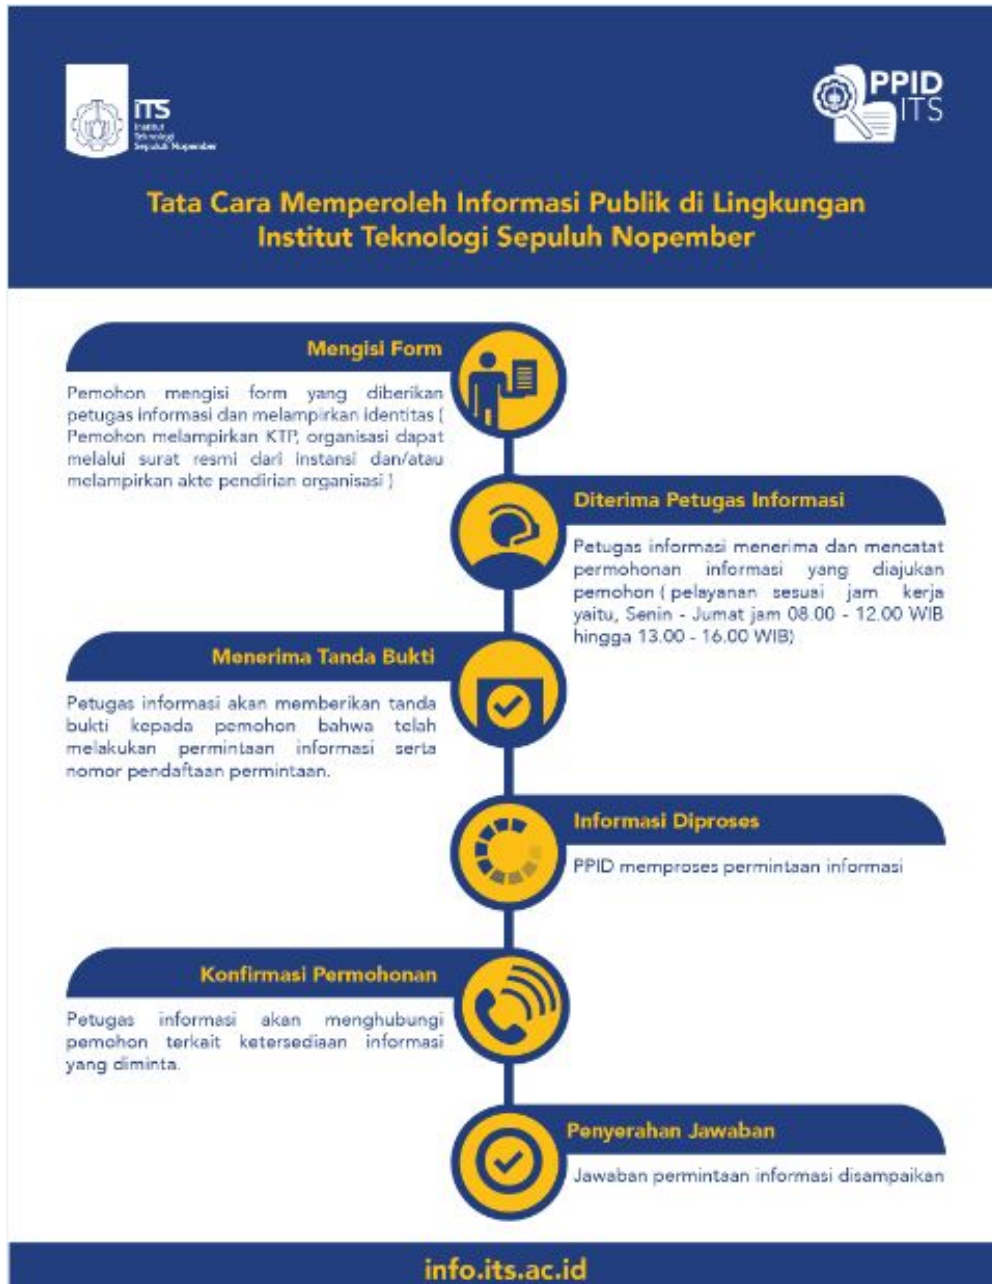 iTS
Institut
Teknologi
Sepuluh Nopember
PPID
ITS
Tata Cara Memperoleh Informasi Publik di Lingkungan
Institut Teknologi Sepuluh Nopember
Mengisi Form
Pemohon mengisi form yang diberikan
petugas informasi dan melampirkan identitas (
Pemohon melampirkan KTP, organisasi dapat
melalui surat resmi dari instansi dan/atau
melampirkan akte pendirian organisasi )
Diterima Petugas Informasi
Petugas informasi menerima dan mencatat
permohonan informasi yang diajukan
pemohon ( pelayanan sesuai jam kerja
yaitu, Senin - Jumat jam 08.00 - 12.00 WIB
hingga 13.00 - 16.00 WIB)
Menerima Tanda Bukti
Petugas informasi akan memberikan tanda
bukti kepada pemohon bahwa telah
melakukan permintaan informasi serta
nomor pendaftaan permintaan.
Informasi Diproses
PPID memproses permintaan informasi
Konfirmasi Permohonan
Petugas informasi akan menghubungi
pemohon terkait ketersediaan informasi
yang diminta.
Penyerahan Jawaban
Jawaban permintaan informasi disampaikan
info.its.ac.id